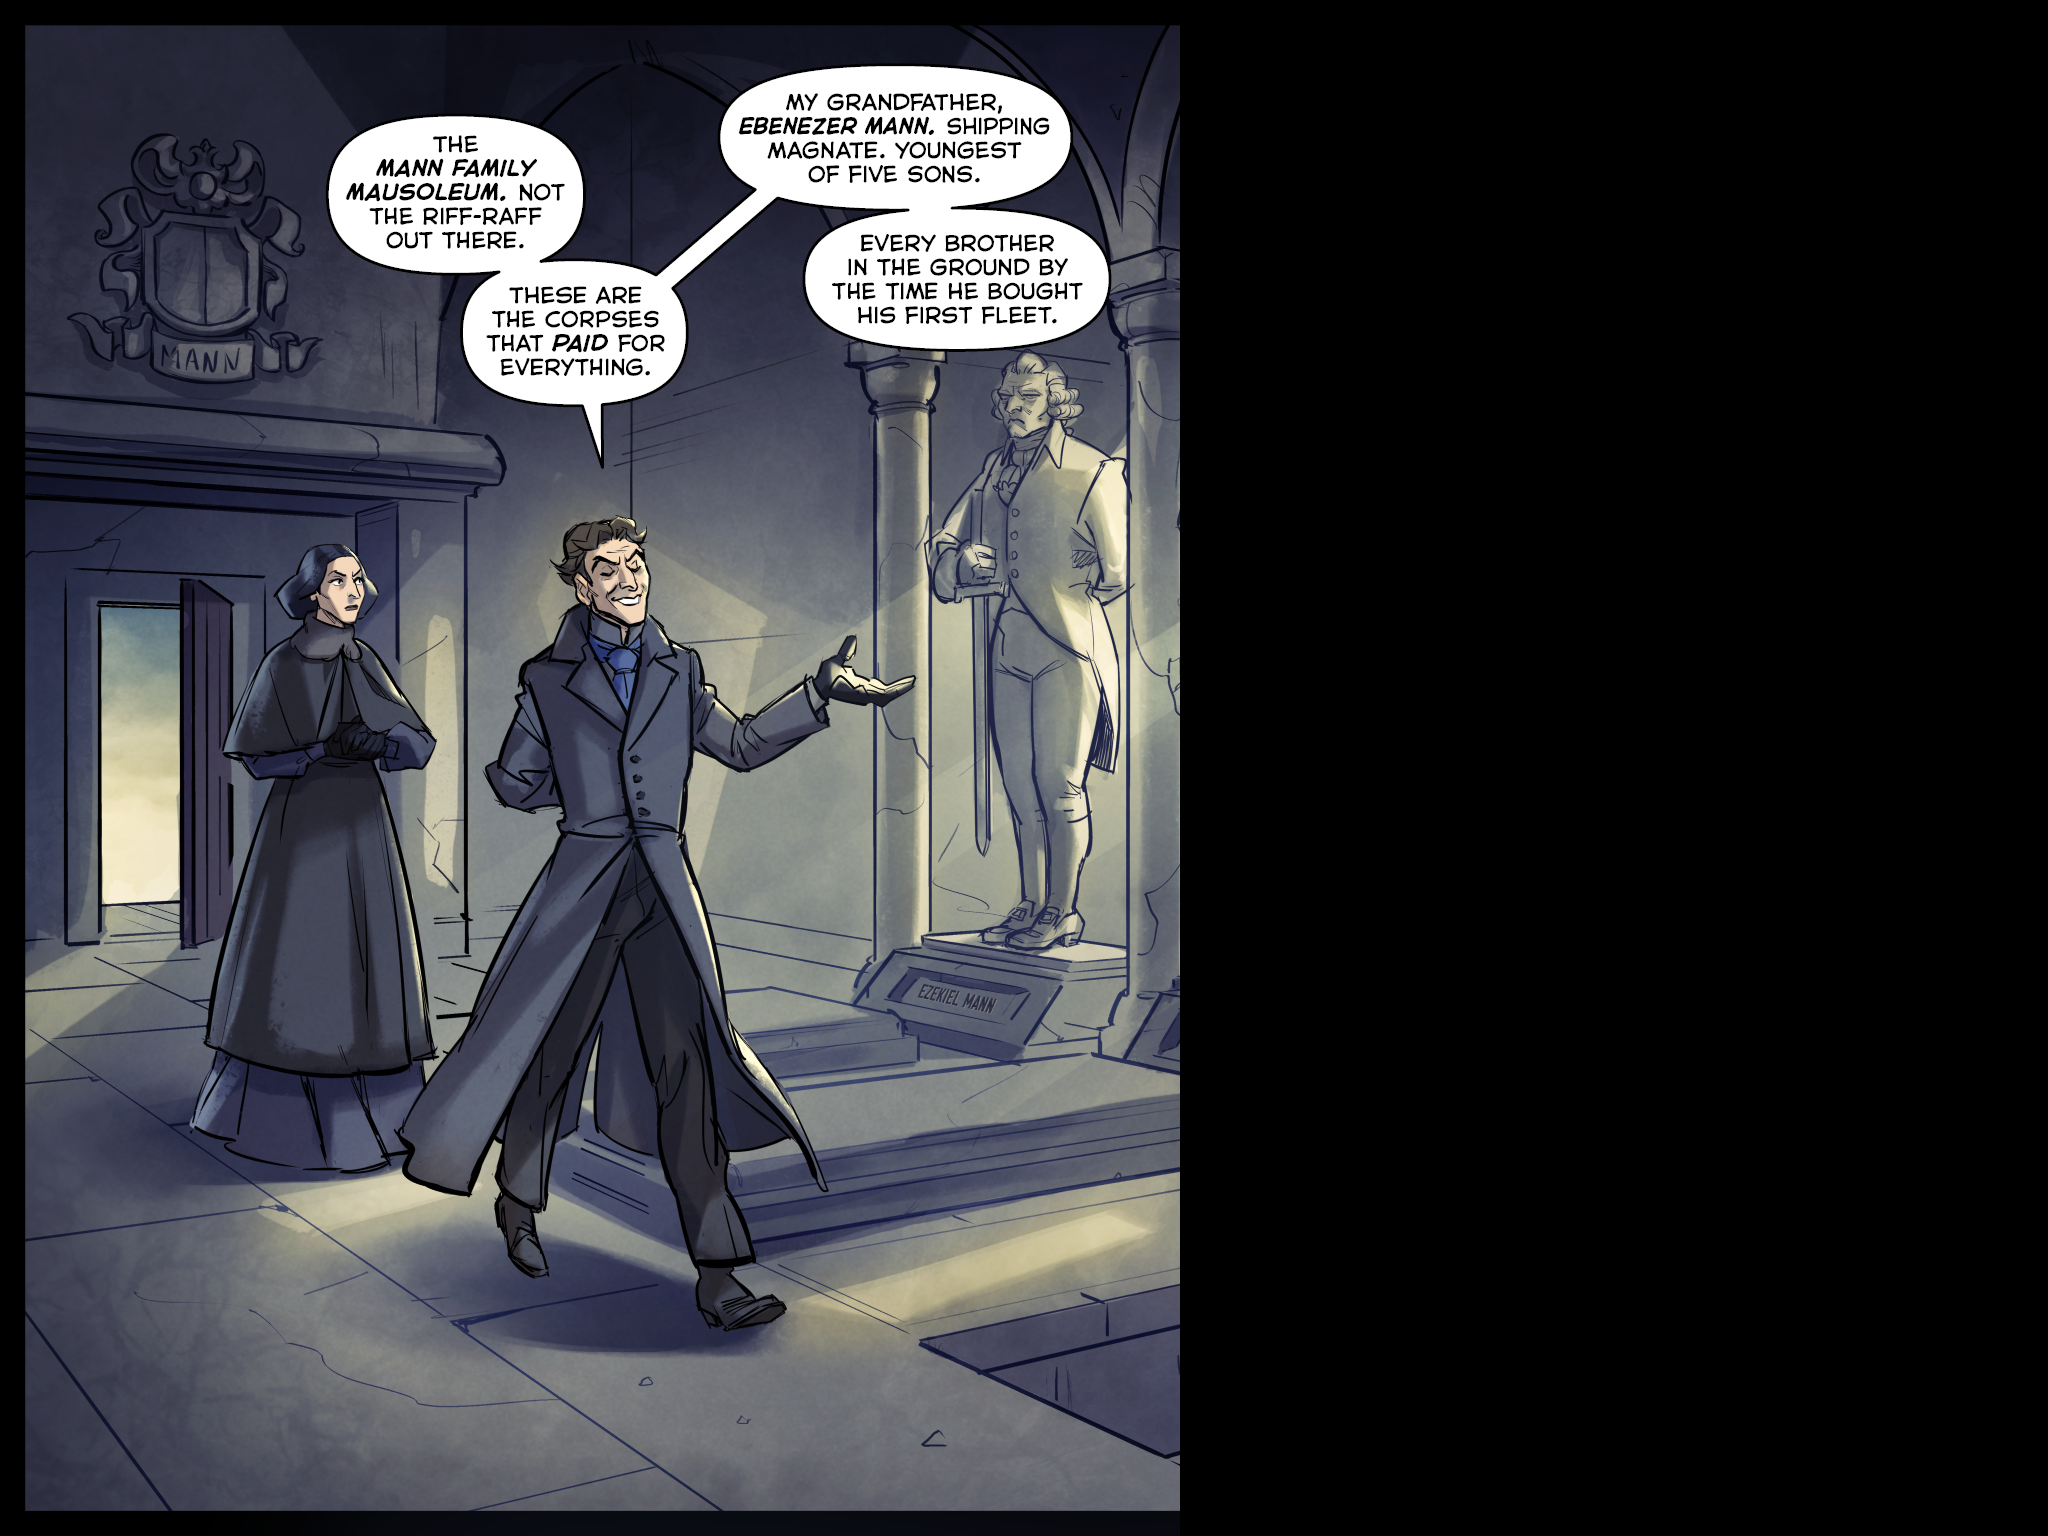 THE
MANN FAMILY
MAUSOLEUM. NOT
THE RIFF-RAFF
OUT THERE.
THESE ARE
THE CORPSES
THAT PAID FOR
EVERYTHING.
MY GRANDFATHER,
EBENEZER MANN. SHIPPING
MAGNATE. YOUNGEST
OF FIVE SONS.
EVERY BROTHER
IN THE GROUND BY
THE TIME HE BOUGHT
HIS FIRST FLEET.
MANN
EZEKIEL MANN